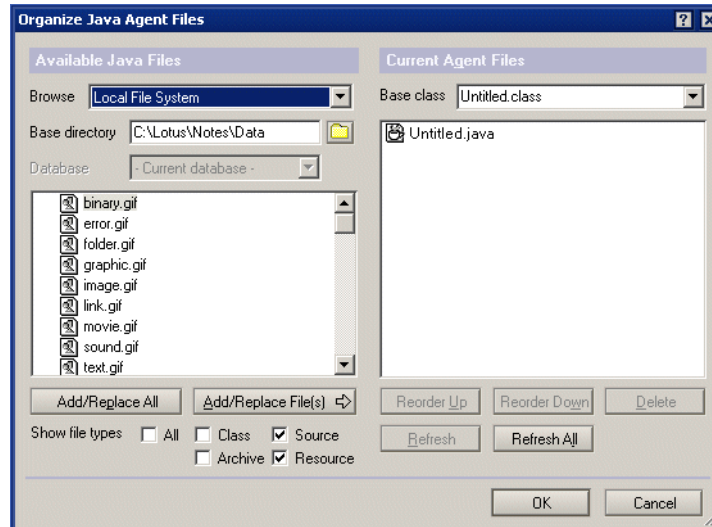 Organize Java Agent Files
Available Java Files
Browse Local File System
Base directory C:\Lotus\Notes\Data
Database - Current database -
binary.gif
error.gif
folder.gif
graphic.gif
image.gif
link.gif
movie.gif
sound.gif
text.gif
Add/Replace All Add/Replace File(s)
Show file types All Class Source
Archive Resource
Current Agent Files
Base class Untitled.class
Untitled.java
Reorder Up Reorder Down Delete
Refresh Refresh All
OK Cancel